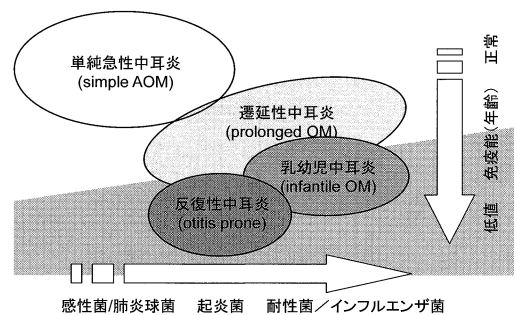 単純急性中耳炎
(simple AOM)
遷延性中耳炎
(prolonged OM)
乳幼児中耳炎
(infantile OM)
反復性中耳炎
(otitis prone)
正常
免疫能(年齢)
低値
感性菌/肺炎球菌 起炎菌 耐性菌/インフルエンザ菌